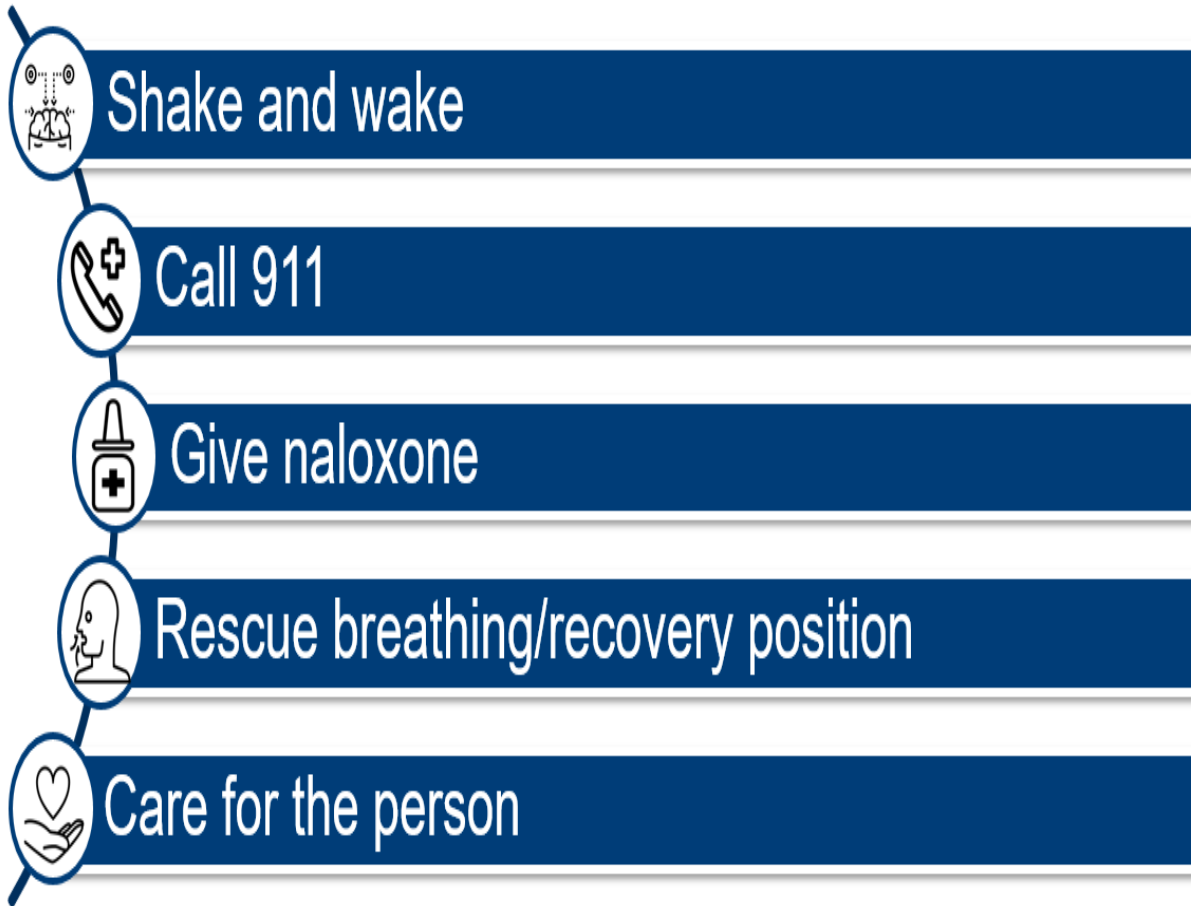 Shake and wake
Call 911
Give naloxone
Rescue breathing/recovery position
Care for the person